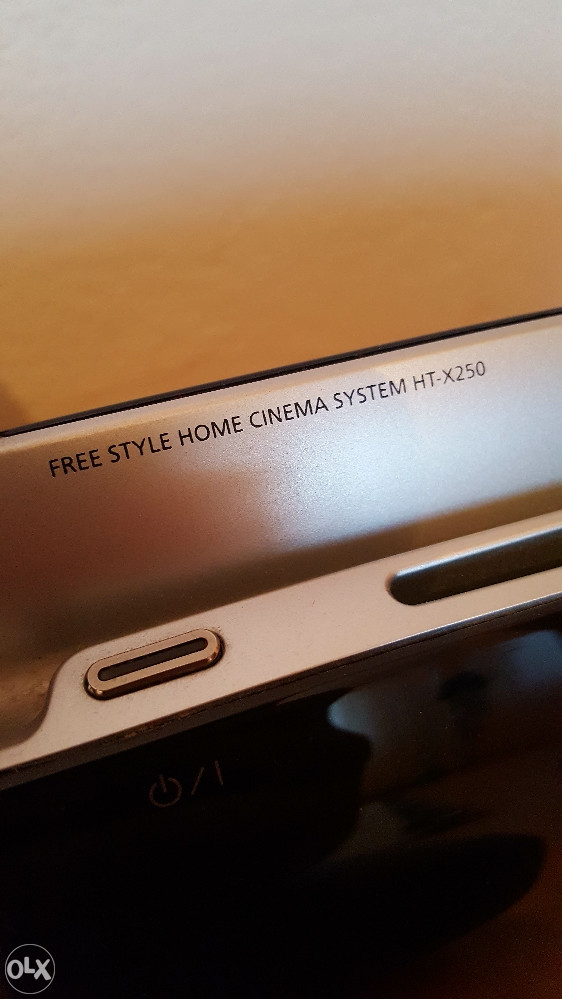 FREE STYLE HOME CINEMA SYSTEM HT-X250
⏻/|
OLX